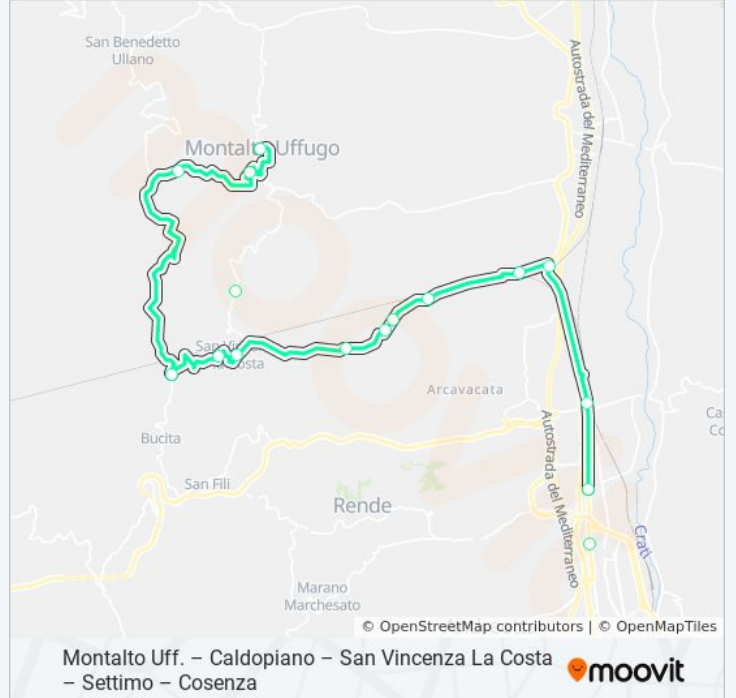 San Benedetto
Ullano
Autostrada del Mediterraneo
Montalto Uffugo
Arcavacata
Bucita
Autostrada del Mediterraneo
San Fili
Rende
Crati
Marano
Marchesato
© OpenStreetMap contributors | © OpenMapTiles
Montalto Uff. – Caldopiano – San Vincenza La Costa
– Settimo – Cosenza
moovit